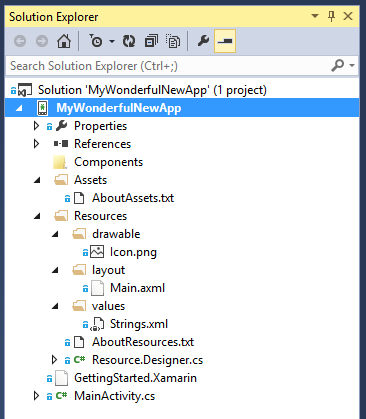 Solution Explorer
Search Solution Explorer (Ctrl+;)
Solution 'MyWonderfulNewApp' (1 project)
MyWonderfulNewApp
Properties
References
Components
Assets
AboutAssets.txt
Resources
drawable
Icon.png
layout
Main.axml
values
Strings.xml
AboutResources.txt
C# Resource.Designer.cs
GettingStarted.Xamarin
C# MainActivity.cs